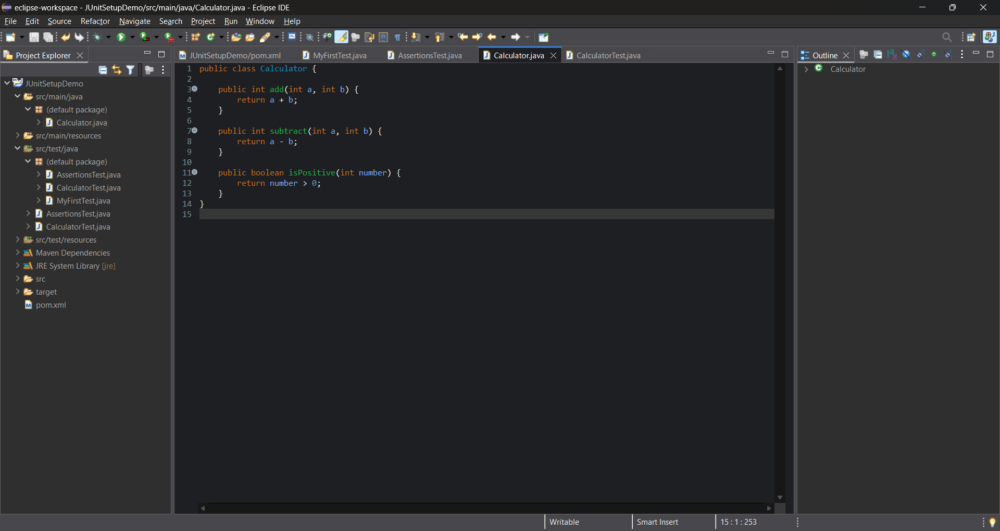 eclipse-workspace - JUnitSetupDemo/src/main/java/Calculator.java - Eclipse IDE
File Edit Source Refactor Navigate Search Project Run Window Help
Project Explorer
JUnitSetupDemo
src/main/java
(default package)
Calculator.java
src/main/resources
src/test/java
(default package)
AssertionsTest.java
CalculatorTest.java
MyFirstTest.java
AssertionsTest.java
CalculatorTest.java
src/test/resources
Maven Dependencies
JRE System Library [jre]
src
target
pom.xml
JUnitSetupDemo/pom.xml MyFirstTest.java AssertionsTest.java Calculator.java CalculatorTest.java
1 public class Calculator {
2
3 public int add(int a, int b) {
4 return a + b;
5 }
6
7 public int subtract(int a, int b) {
8 return a - b;
9 }
10
11 public boolean isPositive(int number) {
12 return number > 0;
13 }
14 }
15
Outline
Calculator
Writable Smart Insert 15 : 1 : 253